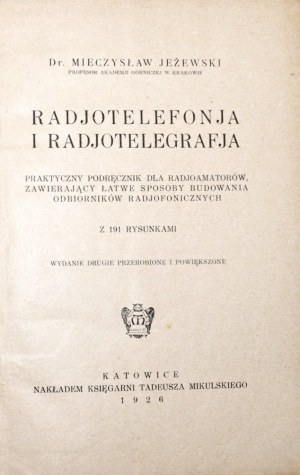 Dr. MIECZYSŁAW JEŻEWSKI
PROFESOR AKADEMJI GÓRNICZEJ W KRAKOWIE
RADJOTELEFONJA
I RADJOTELEGRAFJA
PRAKTYCZNY PODRĘCZNIK DLA RADJOAMATORÓW,
ZAWIERAJĄCY ŁATWE SPOSOBY BUDOWANIA
ODBIORNIKÓW RADJOFONICZNYCH
Z 191 RYSUNKAMI
WYDANIE DRUGIE PRZEROBIONE I POWIĘKSZONE
KATOWICE
NAKŁADEM KSIĘGARNI TADEUSZA MIKULSKIEGO
1926